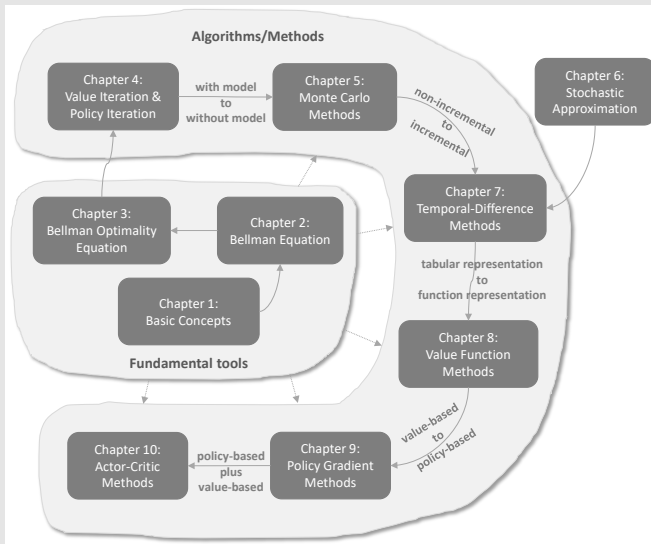 Algorithms/Methods
Chapter 4:
Value Iteration &
Policy Iteration
with model
to
without model
Chapter 5:
Monte Carlo
Methods
non-incremental
to
incremental
Chapter 6:
Stochastic
Approximation
Chapter 7:
Temporal-Difference
Methods
Chapter 3:
Bellman Optimality
Equation
Chapter 2:
Bellman Equation
Chapter 1:
Basic Concepts
Fundamental tools
tabular representation
to
function representation
Chapter 8:
Value Function
Methods
value-based
to
policy-based
Chapter 9:
Policy Gradient
Methods
policy-based
plus
value-based
Chapter 10:
Actor-Critic
Methods